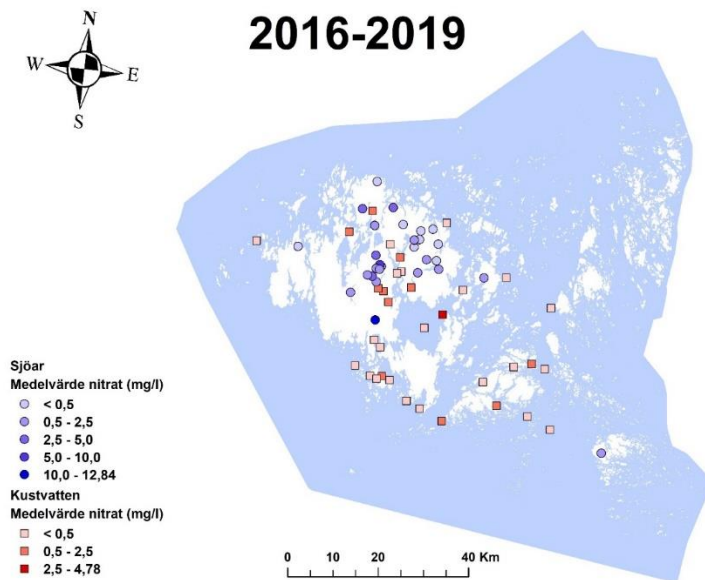 2016-2019
N
W
E
S
Sjöar
Medelvärde nitrat (mg/l)
< 0,5
0,5 - 2,5
2,5 - 5,0
5,0 - 10,0
10,0 - 12,84
Kustvatten
Medelvärde nitrat (mg/l)
< 0,5
0,5 - 2,5
2,5 - 4,78
0 10 20 40 Km